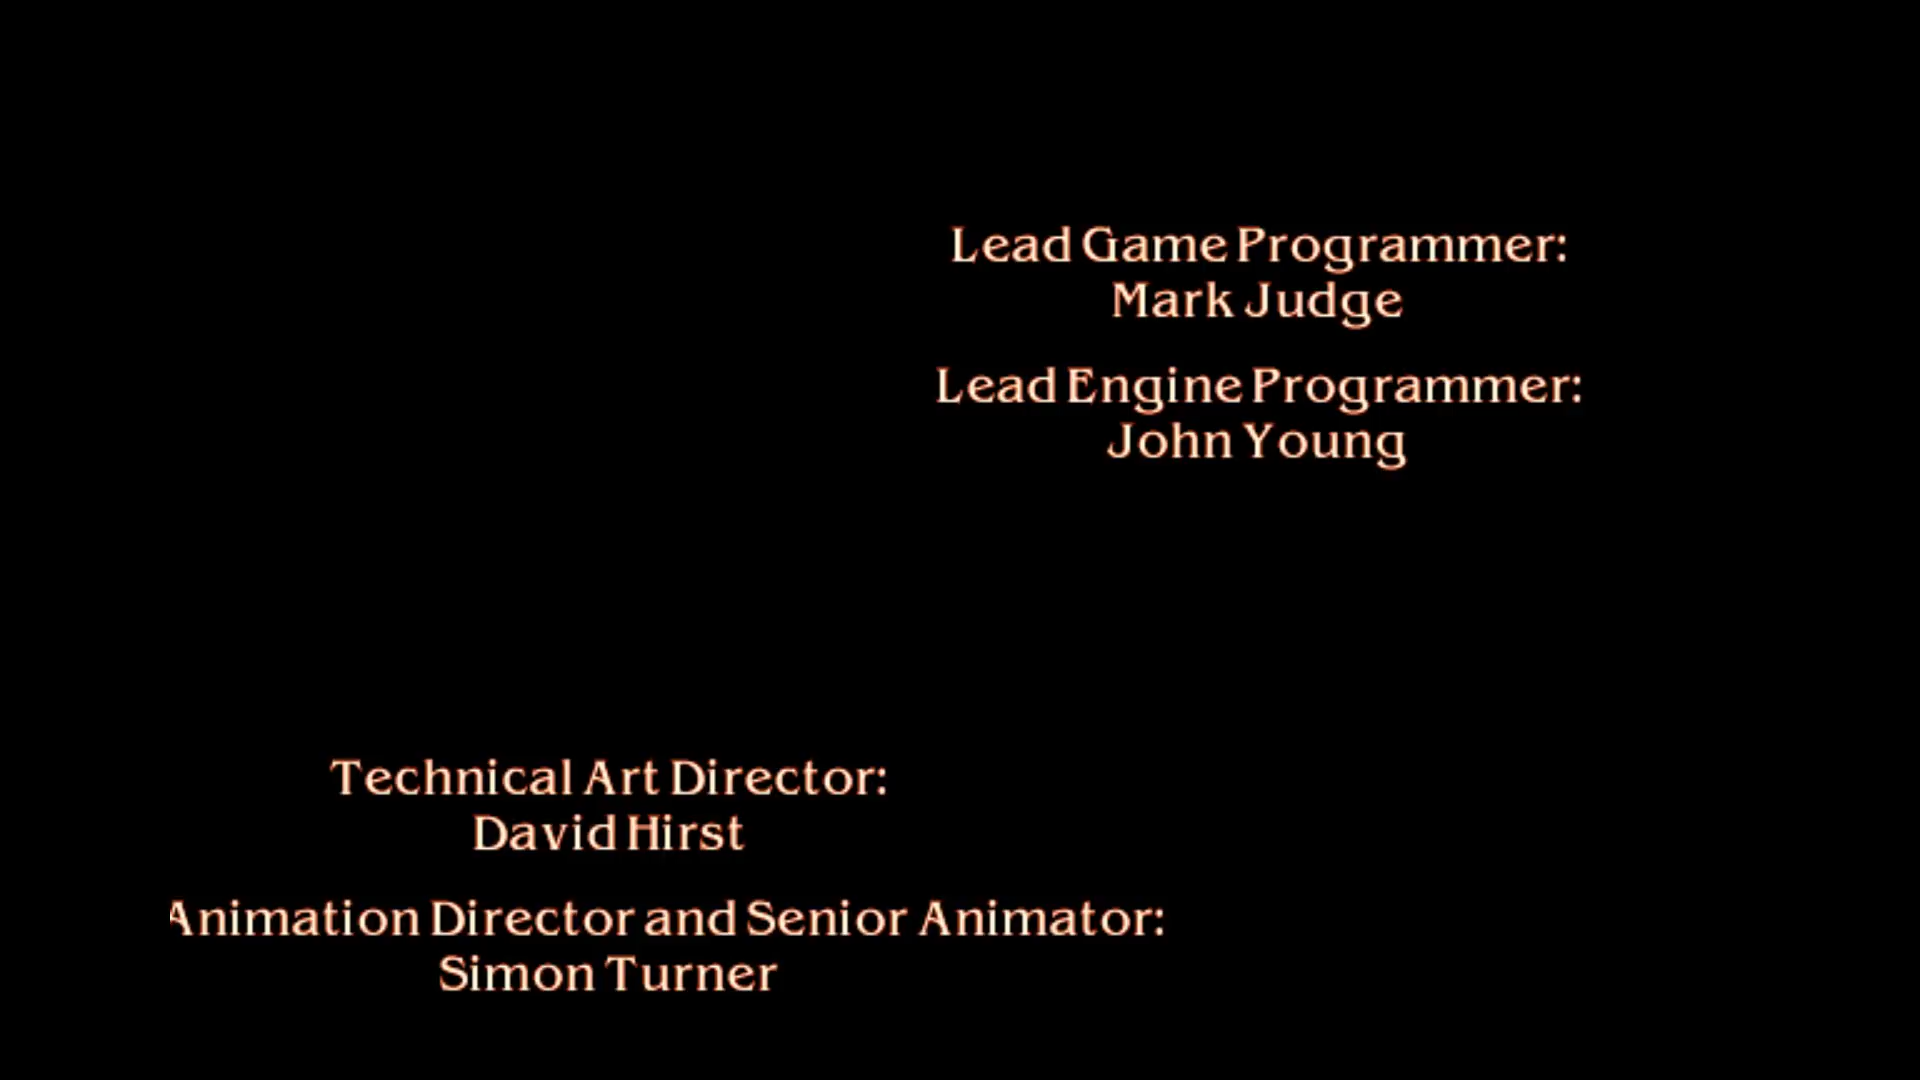 Lead Game Programmer:
Mark Judge
Lead Engine Programmer:
John Young
Technical Art Director:
David Hirst
Animation Director and Senior Animator:
Simon Turner